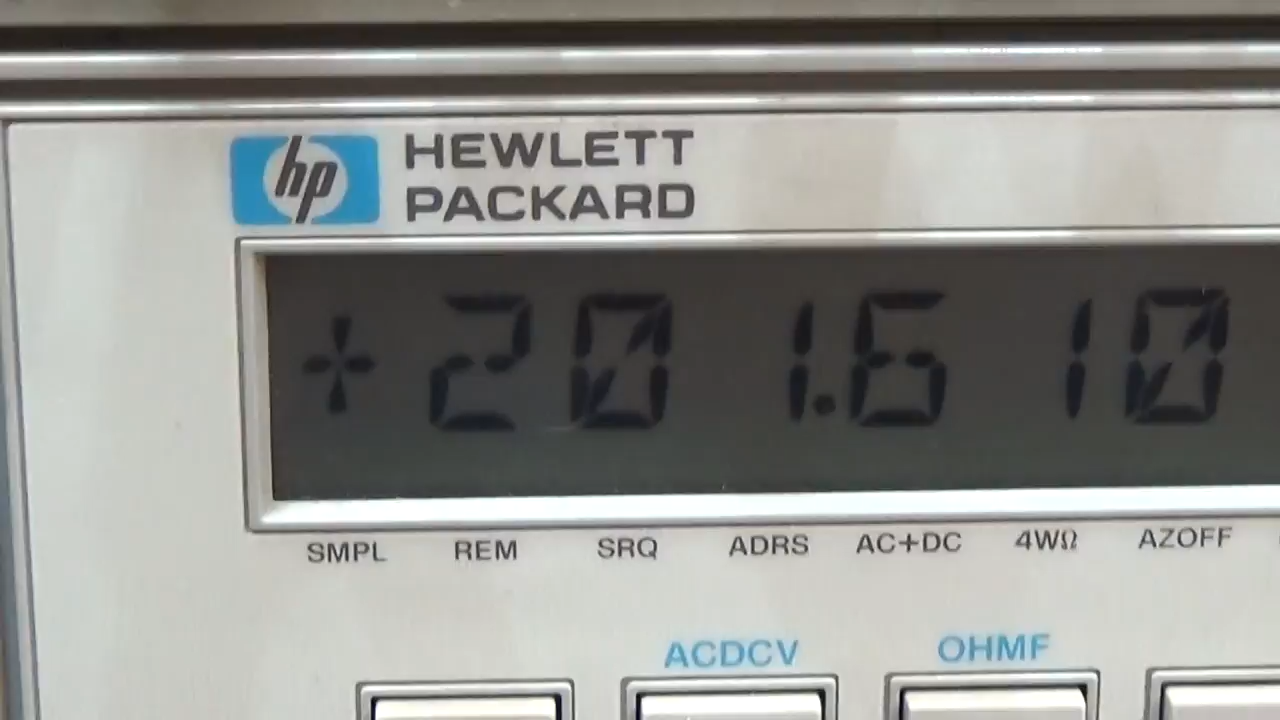 hp
HEWLETT
PACKARD
+201.610
SMPL REM SRQ ADRS AC+DC 4WΩ AZOFF
ACDCV OHMF